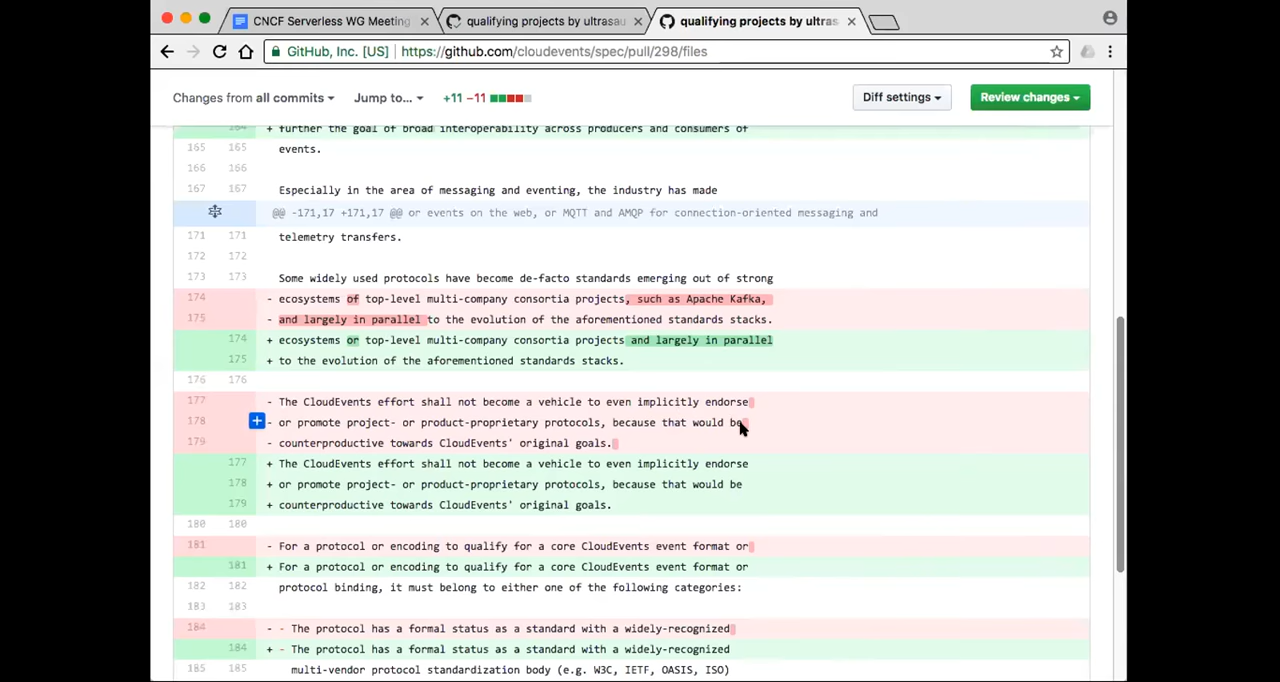 CNCF Serverless WG Meeting
qualifying projects by ultrasau
qualifying projects by ultras
GitHub, Inc. [US] https://github.com/cloudevents/spec/pull/298/files
Changes from all commits Jump to... +11 −11 Diff settings Review changes
164 + further the goal of broad interoperability across producers and consumers of
165 165 events.
166 166
167 167 Especially in the area of messaging and eventing, the industry has made
@@ -171,17 +171,17 @@ or events on the web, or MQTT and AMQP for connection-oriented messaging and
171 171 telemetry transfers.
172 172
173 173 Some widely used protocols have become de-facto standards emerging out of strong
174 - ecosystems of top-level multi-company consortia projects, such as Apache Kafka,
175 - and largely in parallel to the evolution of the aforementioned standards stacks.
174 + ecosystems or top-level multi-company consortia projects and largely in parallel
175 + to the evolution of the aforementioned standards stacks.
176 176
177 - The CloudEvents effort shall not become a vehicle to even implicitly endorse
178 - or promote project- or product-proprietary protocols, because that would be
179 - counterproductive towards CloudEvents' original goals.
177 + The CloudEvents effort shall not become a vehicle to even implicitly endorse
178 + or promote project- or product-proprietary protocols, because that would be
179 + counterproductive towards CloudEvents' original goals.
180 180
181 - For a protocol or encoding to qualify for a core CloudEvents event format or
181 + For a protocol or encoding to qualify for a core CloudEvents event format or
182 182 protocol binding, it must belong to either one of the following categories:
183 183
184 - - The protocol has a formal status as a standard with a widely-recognized
184 + - The protocol has a formal status as a standard with a widely-recognized
185 185 multi-vendor protocol standardization body (e.g. W3C, IETF, OASIS, ISO)